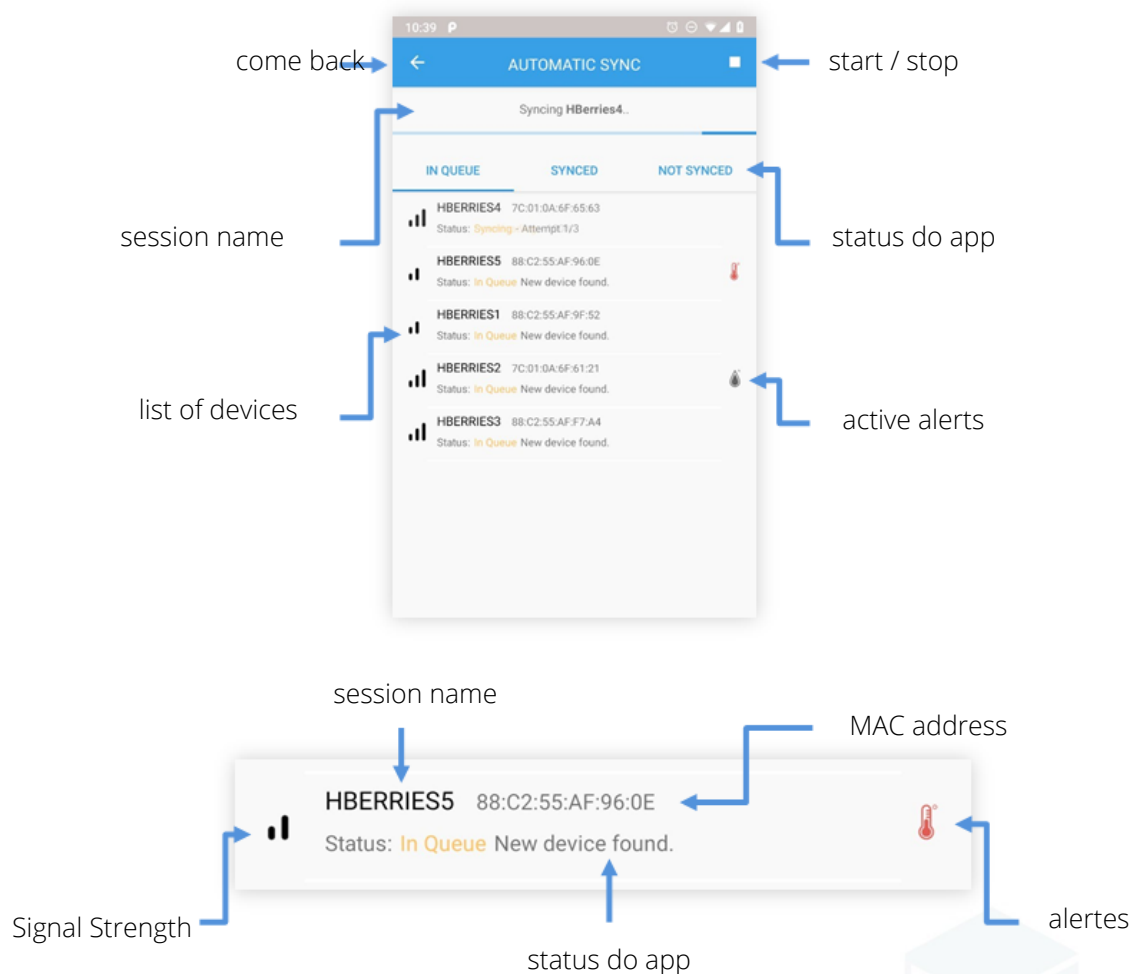 10:39 P
come back
AUTOMATIC SYNC
start / stop
Syncing HBerries4..
IN QUEUE SYNCED NOT SYNCED
HBERRIES4 7C:01:0A:6F:65:63
Status: Syncing - Attempt 1/3
session name
status do app
HBERRIES5 88:C2:55:AF:96:0E
Status: In Queue New device found.
HBERRIES1 88:C2:55:AF:9F:52
Status: In Queue New device found.
HBERRIES2 7C:01:0A:6F:61:21
Status: In Queue New device found.
list of devices
active alerts
HBERRIES3 88:C2:55:AF:F7:A4
Status: In Queue New device found.
session name
MAC address
HBERRIES5 88:C2:55:AF:96:0E
Status: In Queue New device found.
Signal Strength
alertes
status do app